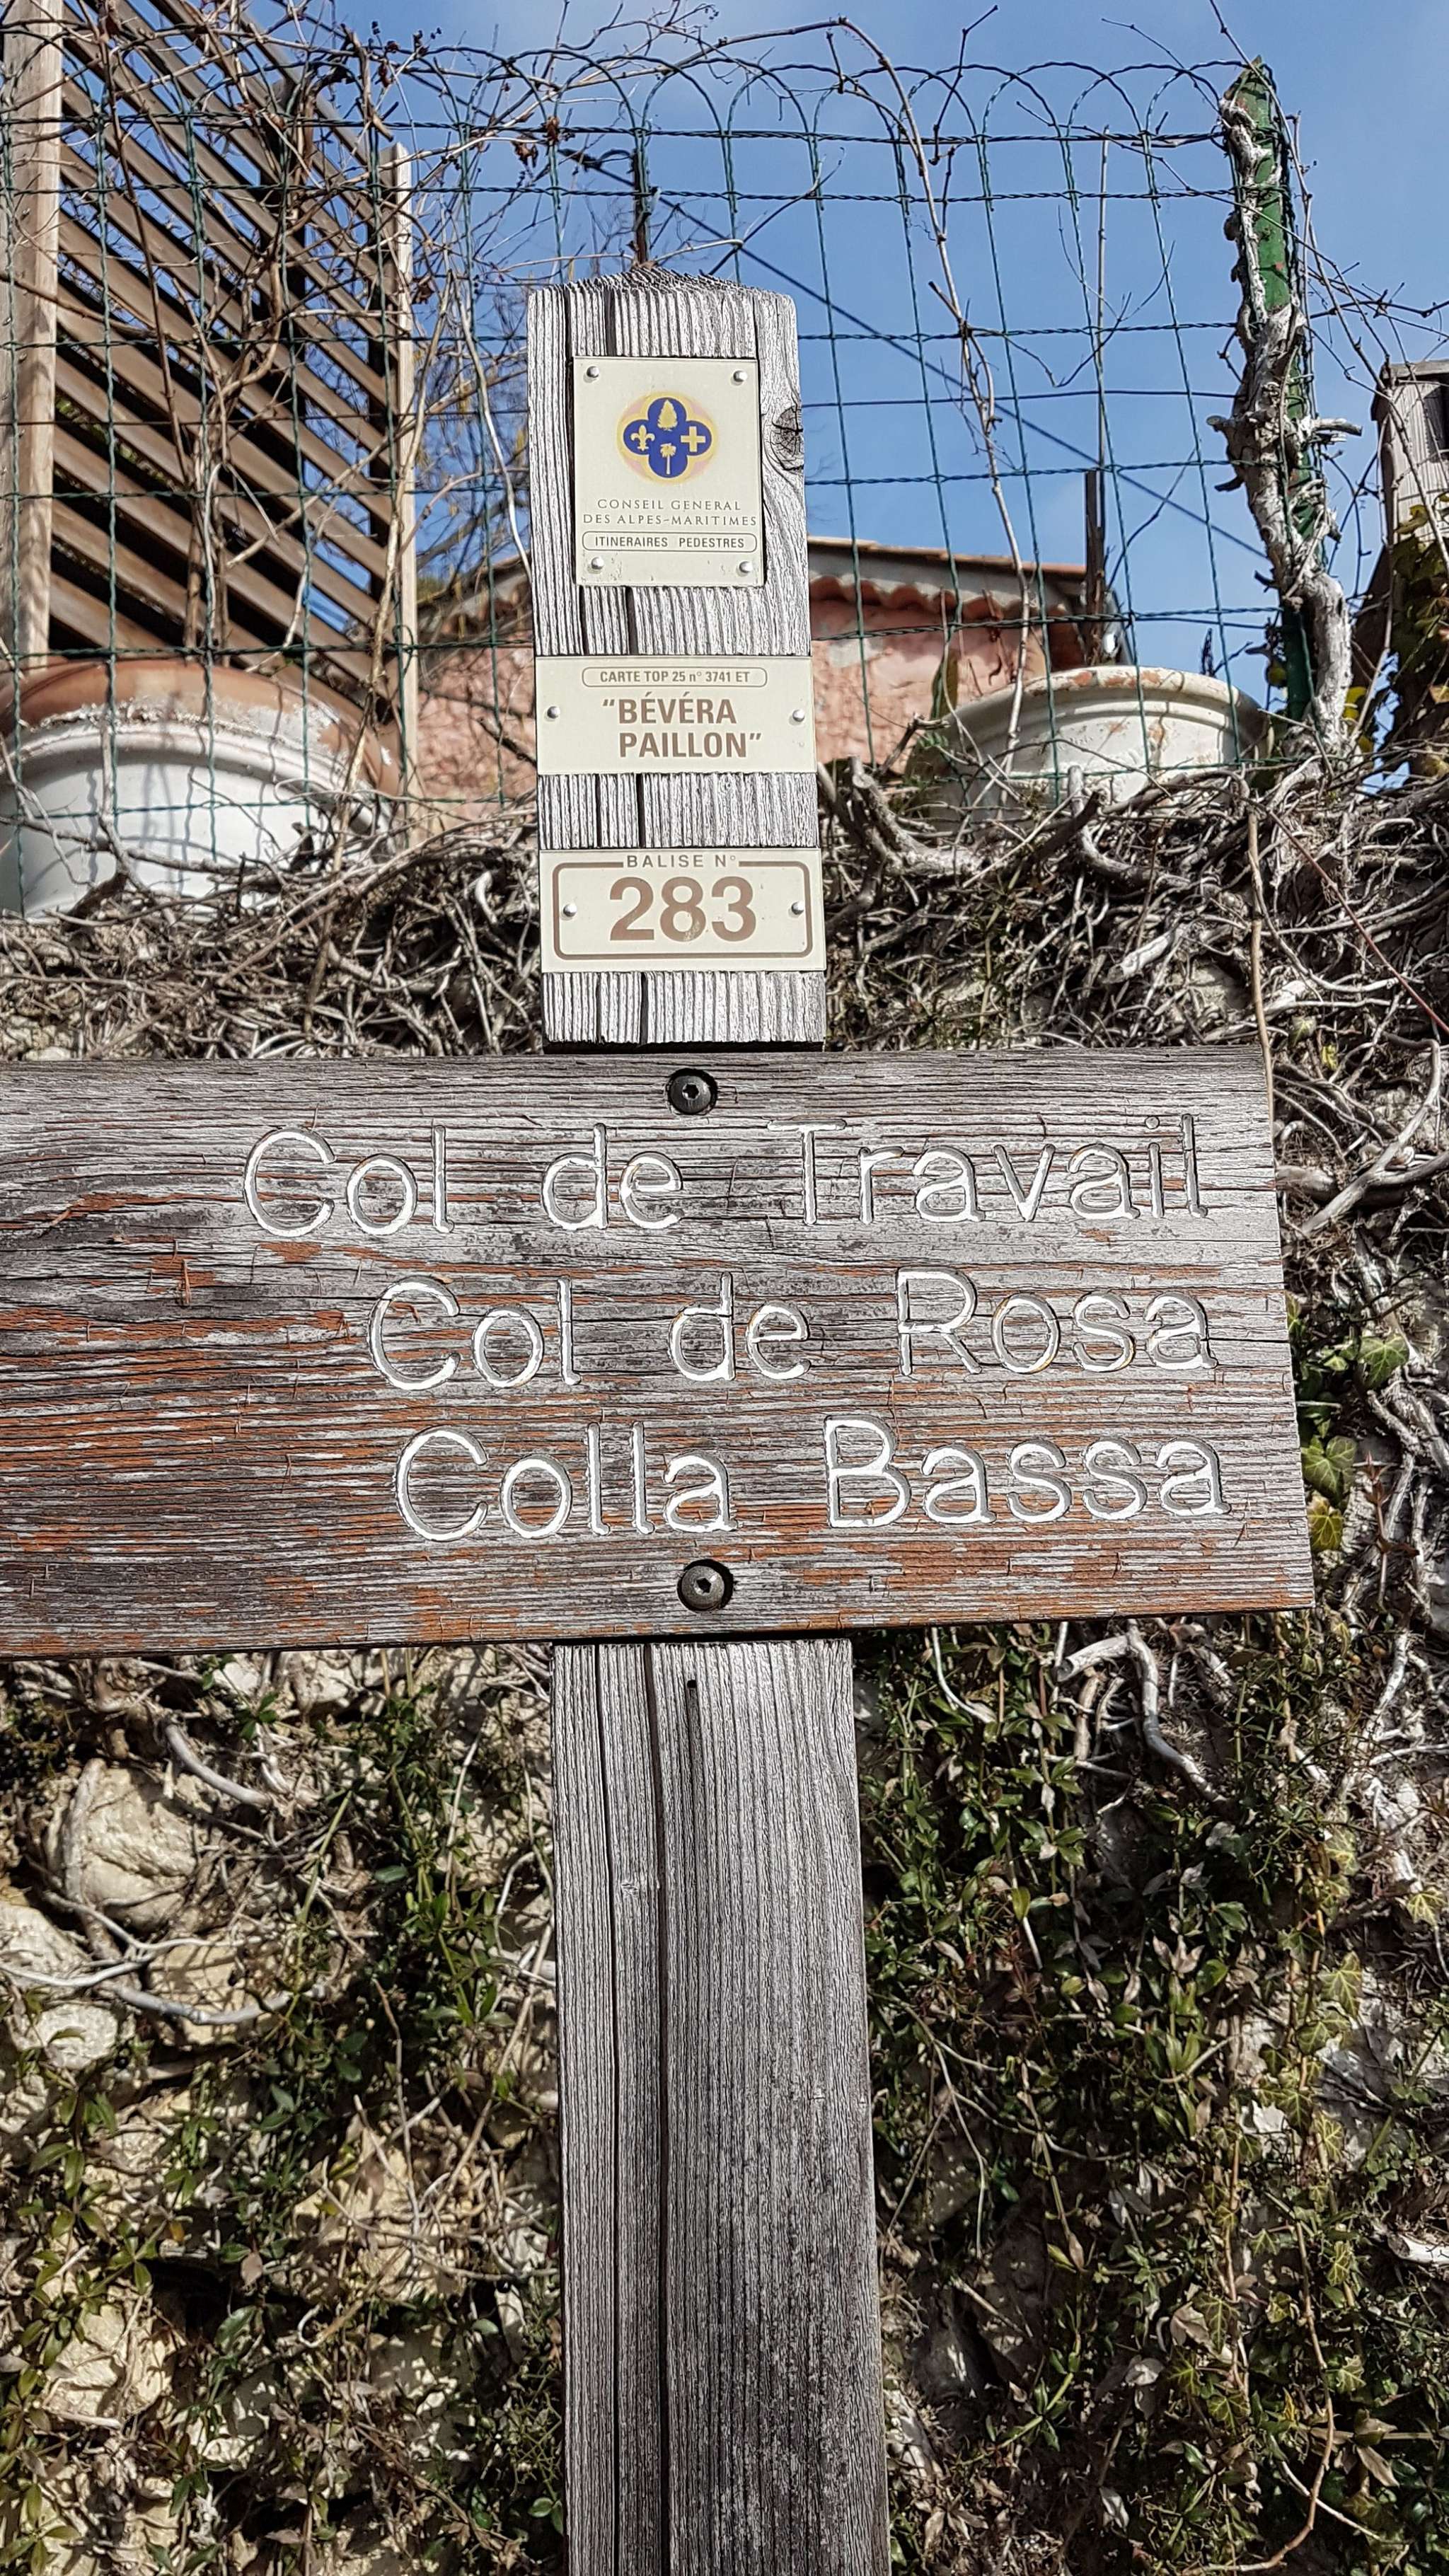 CONSEIL GENERAL
DES ALPES-MARITIMES
ITINERAIRES PEDESTRES
CARTE TOP 25 n° 3741 ET
"BÉVÉRA
PAILLON"
BALISE N°
283
Col de Travail
Col de Rosa
Colla Bassa